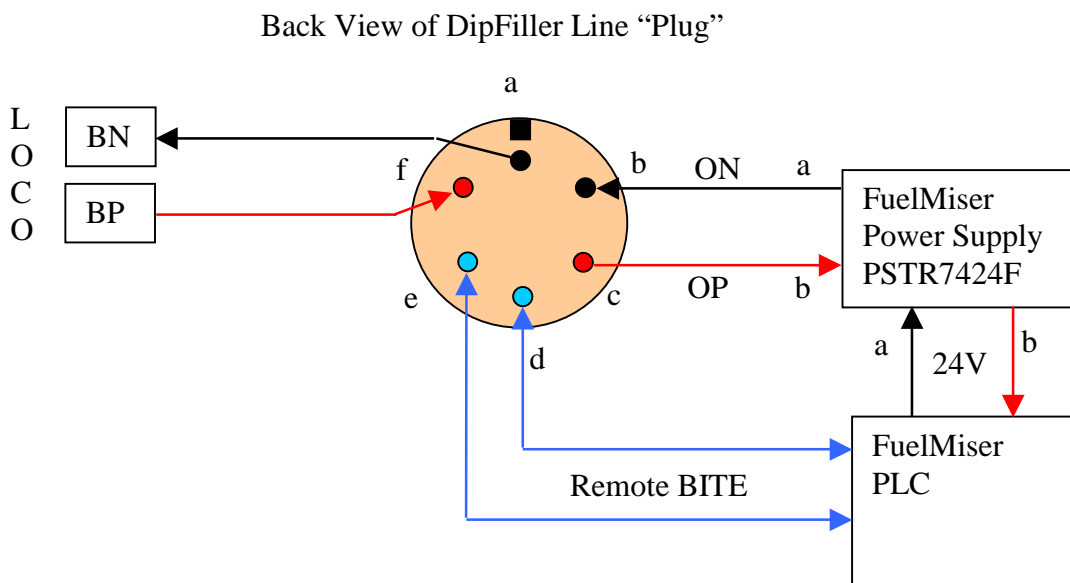 Back View of DipFiller Line “Plug”
L
O
C
O
BN
BP
a
f
b
ON
a
e
c
OP
b
d
FuelMiser
Power Supply
PSTR7424F
a
24V
b
FuelMiser
PLC
Remote BITE